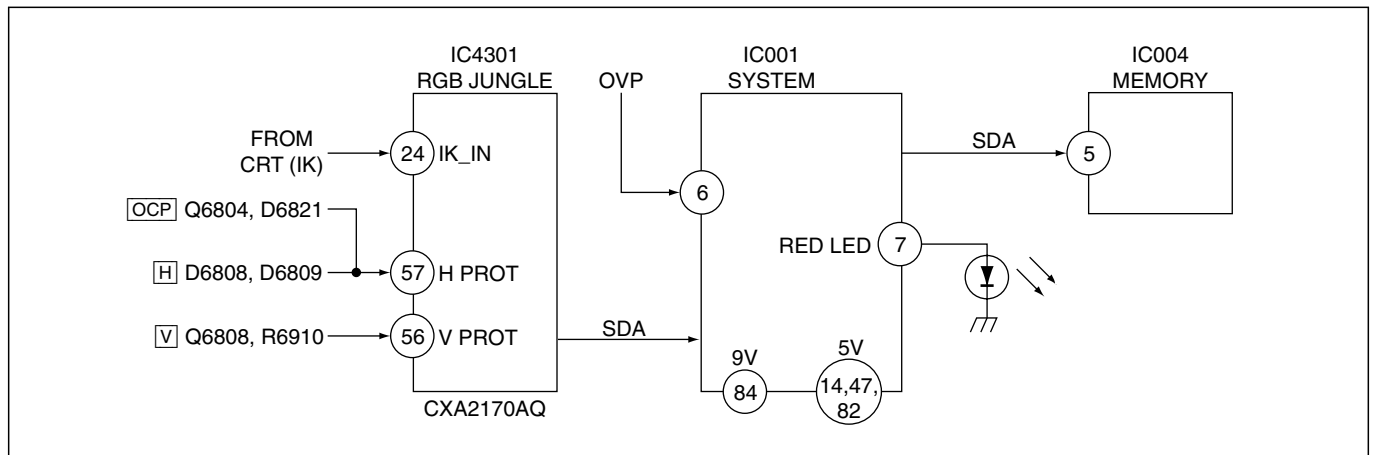 IC4301
RGB JUNGLE
FROM
CRT (IK)
24
IK_IN
OCP Q6804, D6821
H D6808, D6809
57
H PROT
V Q6808, R6910
56
V PROT
CXA2170AQ
SDA
OVP
IC001
SYSTEM
6
RED LED
7
9V
84
5V
14,47,
82
SDA
IC004
MEMORY
5